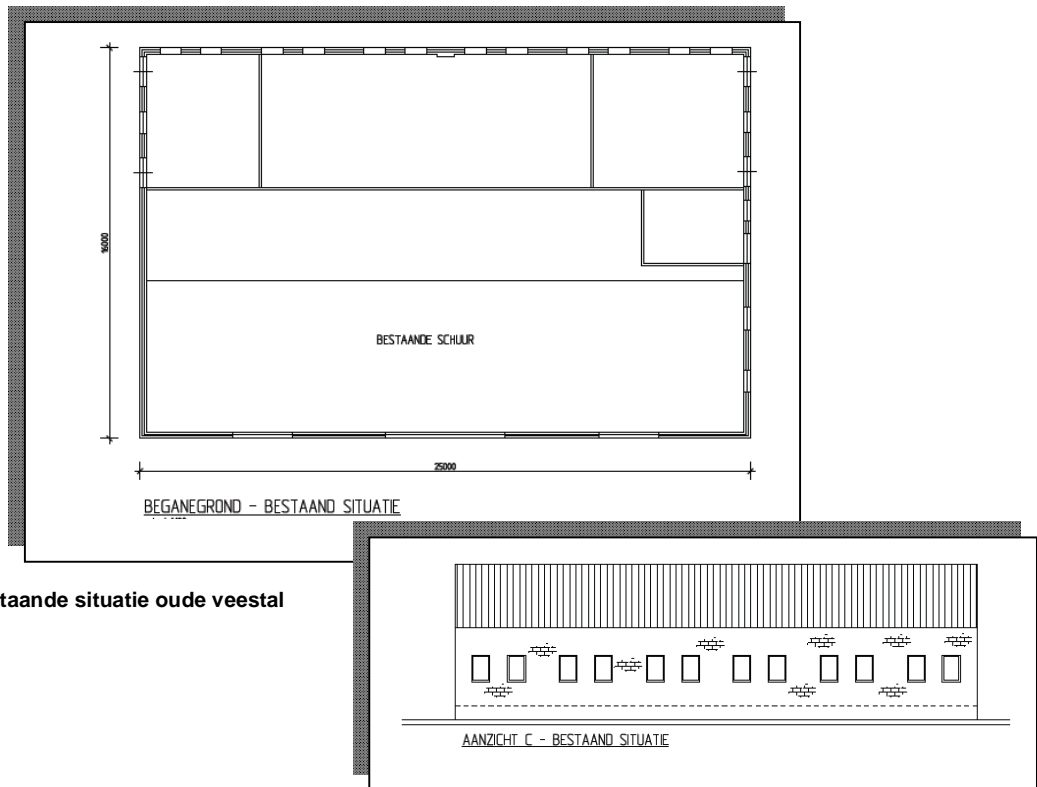 16000
BESTAANDE SCHUUR
25000
BEGANEGROND - BESTAAND SITUATIE
taande situatie oude veestal
AANZICHT C - BESTAAND SITUATIE